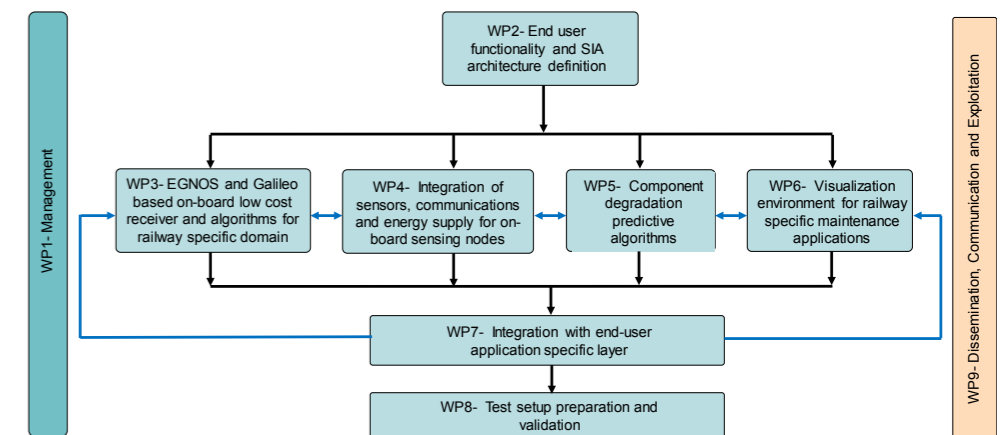 WP1- Management
WP2- End user
functionality and SIA
architecture definition
WP3- EGNOS and Galileo
based on-board low cost
receiver and algorithms for
railway specific domain
WP4- Integration of
sensors, communications
and energy supply for on-
board sensing nodes
WP5- Component
degradation
predictive
algorithms
WP6- Visualization
environment for railway
specific maintenance
applications
WP7- Integration with end-user
application specific layer
WP8- Test setup preparation and
validation
WP9- Dissemination, Communication and Exploitation